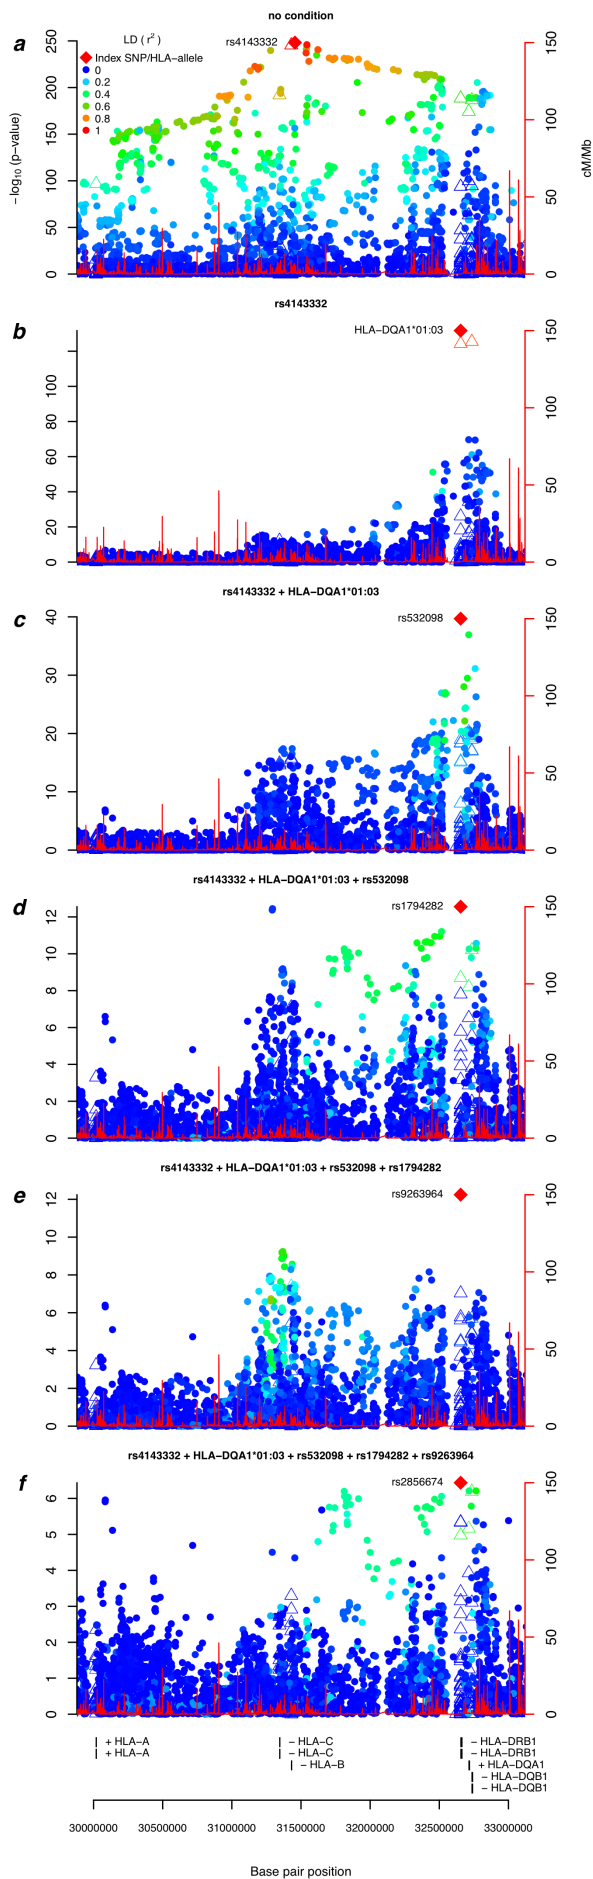 no condition
a
LD ( r² )
Index SNP/HLA−allele
0
0.2
0.4
0.6
0.8
1
rs4143332
−log10 (p−value)
0
50
100
150
200
250
0
50
100
150
cM/Mb
rs4143332
b
HLA−DQA1*01:03
0
20
40
60
80
100
0
50
100
150
rs4143332 + HLA−DQA1*01:03
c
rs532098
0
10
20
30
40
0
50
100
150
rs4143332 + HLA−DQA1*01:03 + rs532098
d
rs1794282
0
2
4
6
8
10
12
0
50
100
150
rs4143332 + HLA−DQA1*01:03 + rs532098 + rs1794282
e
rs9263964
0
2
4
6
8
10
12
0
50
100
150
rs4143332 + HLA−DQA1*01:03 + rs532098 + rs1794282 + rs9263964
f
rs2856674
0
1
2
3
4
5
6
0
50
100
150
+ HLA−A − HLA−C − HLA−DRB1
+ HLA−A − HLA−C − HLA−DRB1
− HLA−B + HLA−DQA1
− HLA−DQB1
− HLA−DQB1
30000000 30500000 31000000 31500000 32000000 32500000 33000000
Base pair position